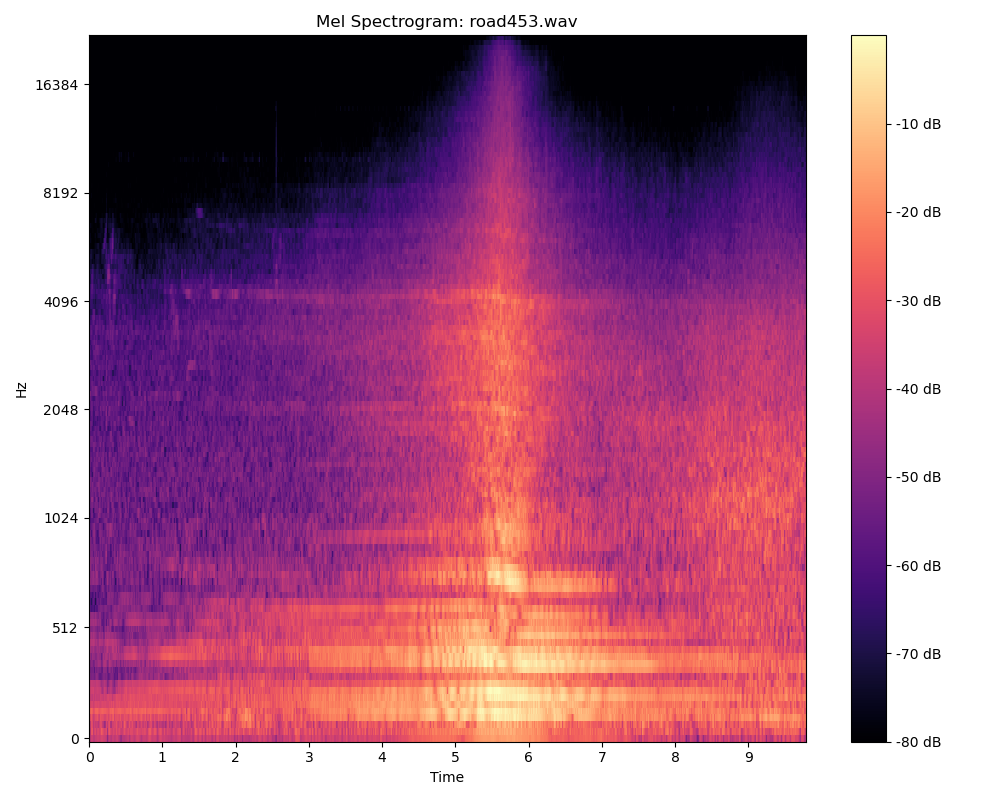 Mel Spectrogram: road453.wav
Hz
16384
8192
4096
2048
1024
512
0
0 1 2 3 4 5 6 7 8 9
Time
-10 dB
-20 dB
-30 dB
-40 dB
-50 dB
-60 dB
-70 dB
-80 dB